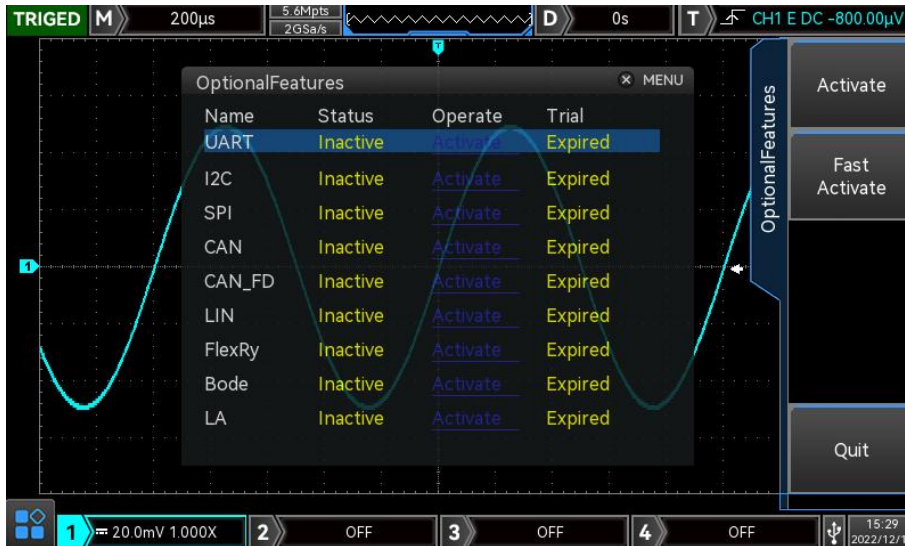 TRIGED M 200μs 5.6Mpts D 0s T CH1 E DC -800.00μV
2GSa/s
T
OptionalFeatures × MENU
Name Status Operate Trial
UART Inactive Activate Expired
I2C Inactive Activate Expired
SPI Inactive Activate Expired
CAN Inactive Activate Expired
CAN_FD Inactive Activate Expired
LIN Inactive Activate Expired
FlexRy Inactive Activate Expired
Bode Inactive Activate Expired
LA Inactive Activate Expired
1
OptionalFeatures
Activate
Fast
Activate
Quit
1 20.0mV 1.000X 2 OFF 3 OFF 4 OFF 15:29